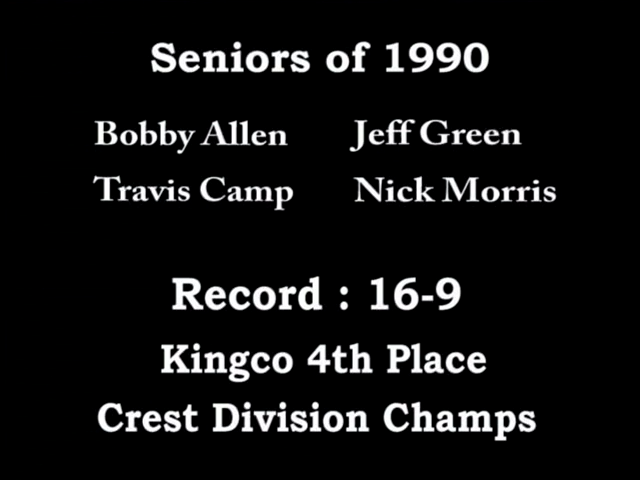 Seniors of 1990
Bobby Allen Jeff Green
Travis Camp Nick Morris
Record : 16-9
Kingco 4th Place
Crest Division Champs